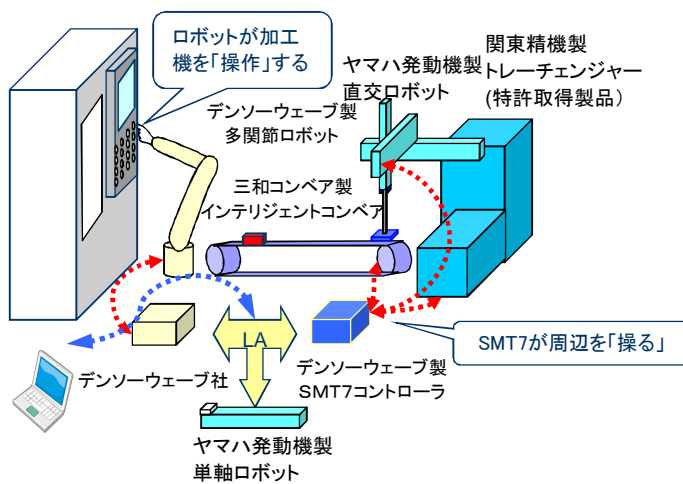 ロボットが加工
機を「操作」する
関東精機製
トレーチェンジャー
(特許取得製品）
ヤマハ発動機製
直交ロボット
デンソーウェーブ製
多関節ロボット
三和コンベア製
インテリジェントコンベア
LA
SMT7が周辺を「操る」
デンソーウェーブ社
デンソーウェーブ製
SMT7コントローラ
ヤマハ発動機製
単軸ロボット